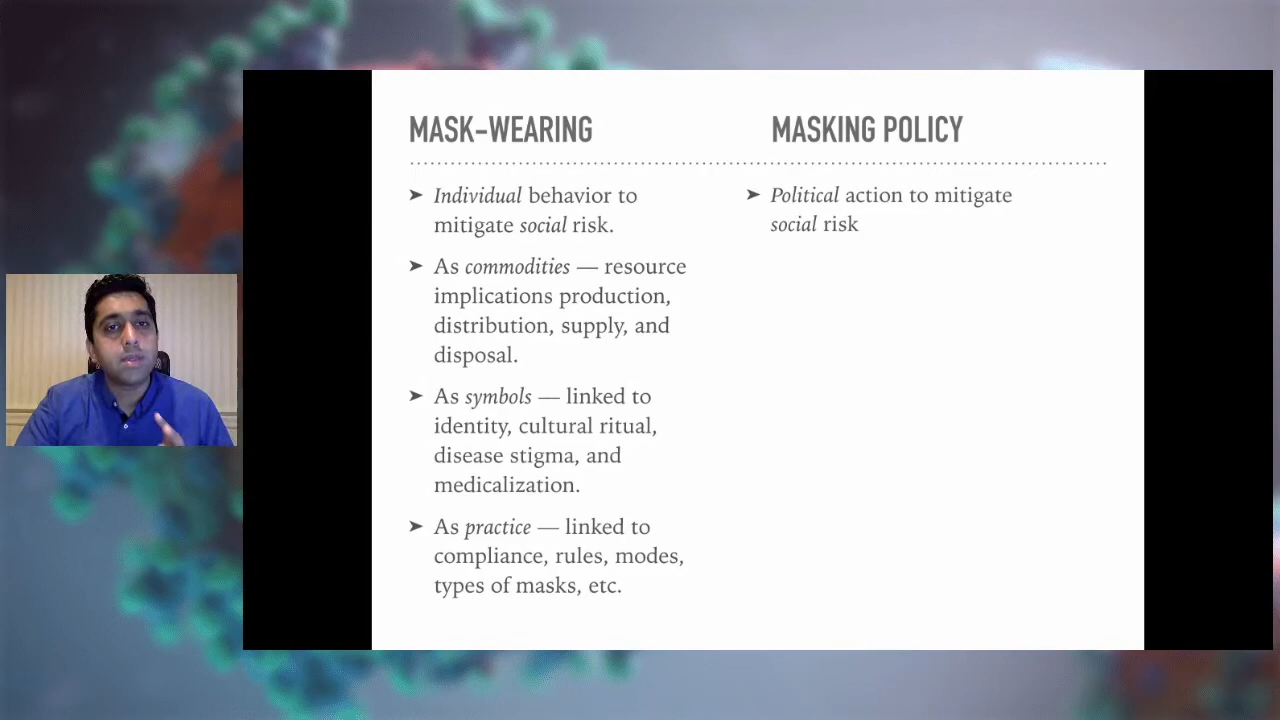 MASK-WEARING
➤ Individual behavior to
mitigate social risk.
➤ As commodities — resource
implications production,
distribution, supply, and
disposal.
➤ As symbols — linked to
identity, cultural ritual,
disease stigma, and
medicalization.
➤ As practice — linked to
compliance, rules, modes,
types of masks, etc.
MASKING POLICY
➤ Political action to mitigate
social risk